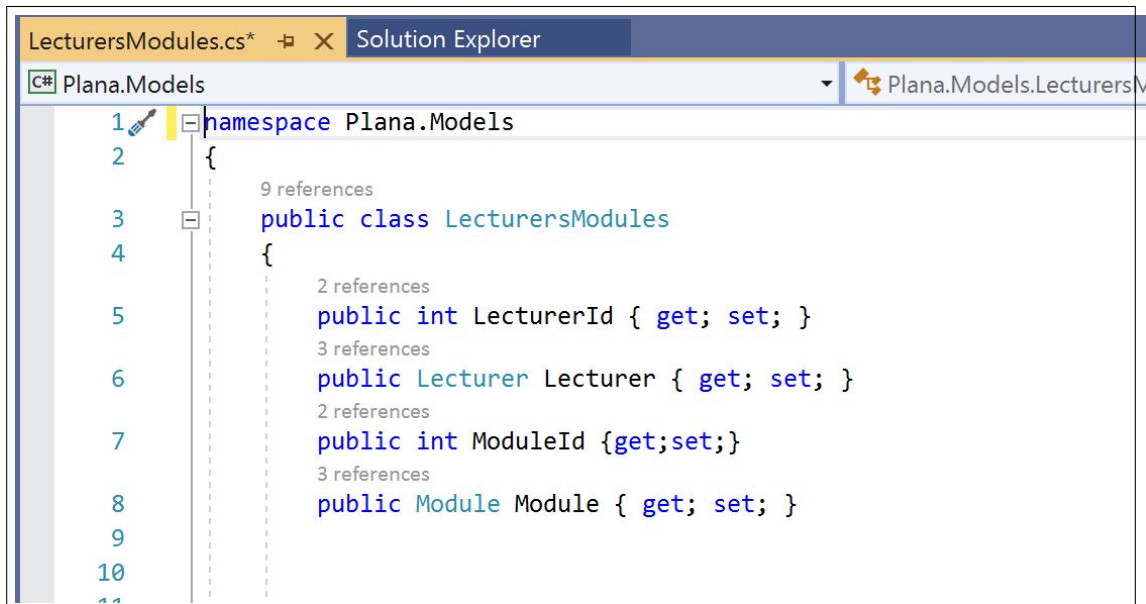 LecturersModules.cs* Solution Explorer
C# Plana.Models Plana.Models.LecturersM
1 namespace Plana.Models
2 {
9 references
3 public class LecturersModules
4 {
2 references
5 public int LecturerId { get; set; }
3 references
6 public Lecturer Lecturer { get; set; }
2 references
7 public int ModuleId {get;set;}
3 references
8 public Module Module { get; set; }
9
10
11